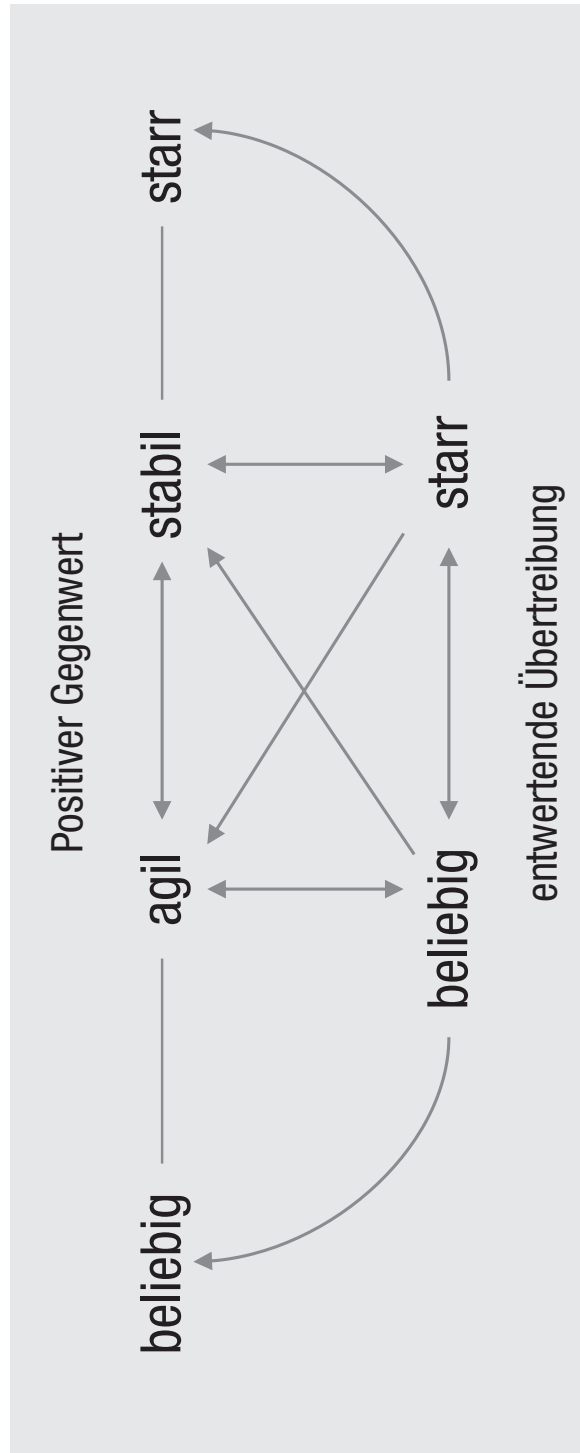 Positiver Gegenwert
beliebig agil stabil starr
beliebig starr
entwertende Übertreibung